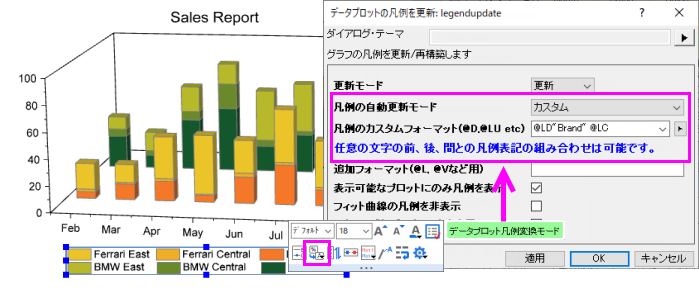 Sales Report
100
80
60
40
20
0
Feb
Mar
Apr
May
Jun
Jul
Ferrari East
Ferrari Central
BMW East
BMW Central
データプロットの凡例を更新: legendupdate
? ×
ダイアログ・テーマ
グラフの凡例を更新/再構築します
更新モード
更新
凡例の自動更新モード
カスタム
凡例のカスタムフォーマット(@D,@LU etc)
@LD"Brand" @LC
任意の文字の前、後、間との凡例表記の組み合わせは可能です。
追加フォーマット(@L, @Vなど用)
表示可能なプロットにのみ凡例を表示
フィット曲線の凡例を非表示
デフォルト
18
データプロット凡例変換モード
適用
OK
キャンセル